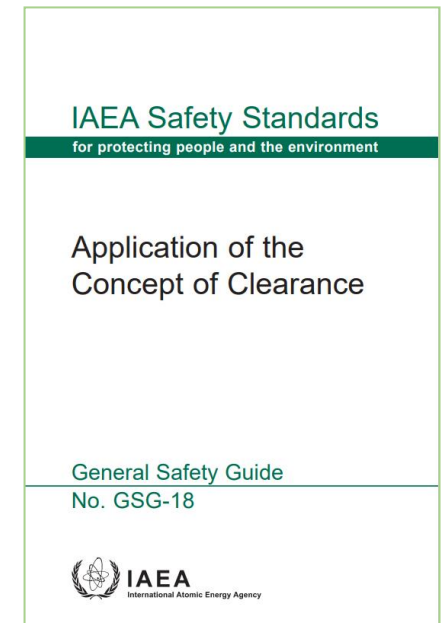 IAEA Safety Standards
for protecting people and the environment
Application of the
Concept of Clearance
General Safety Guide
No. GSG-18
IAEA
International Atomic Energy Agency